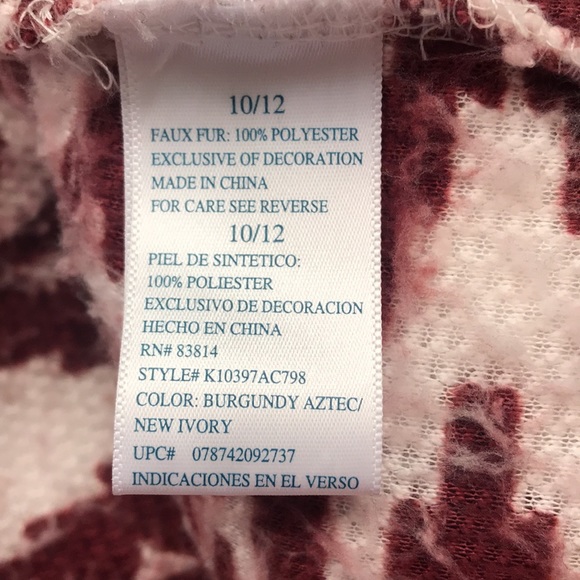 10/12
FAUX FUR: 100% POLYESTER
EXCLUSIVE OF DECORATION
MADE IN CHINA
FOR CARE SEE REVERSE
10/12
PIEL DE SINTETICO:
100% POLIESTER
EXCLUSIVO DE DECORACION
HECHO EN CHINA
RN# 83814
STYLE# K10397AC798
COLOR: BURGUNDY AZTEC/
NEW IVORY
UPC# 078742092737
INDICACIONES EN EL VERSO